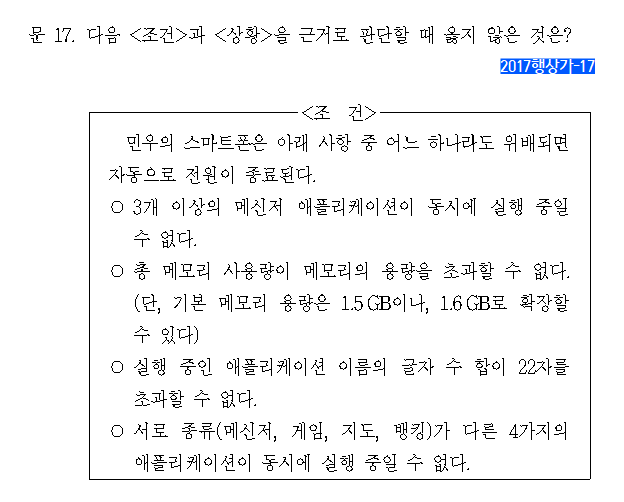 문 17. 다음 <조건>과 <상황>을 근거로 판단할 때 옳지 않은 것은?
2017행상가-17
<조 건>
민우의 스마트폰은 아래 사항 중 어느 하나라도 위배되면
자동으로 전원이 종료된다.
○ 3개 이상의 메신저 애플리케이션이 동시에 실행 중일
수 없다.
○ 총 메모리 사용량이 메모리의 용량을 초과할 수 없다.
(단, 기본 메모리 용량은 1.5GB이나, 1.6GB로 확장할
수 있다)
○ 실행 중인 애플리케이션 이름의 글자 수 합이 22자를
초과할 수 없다.
○ 서로 종류(메신저, 게임, 지도, 뱅킹)가 다른 4가지의
애플리케이션이 동시에 실행 중일 수 없다.